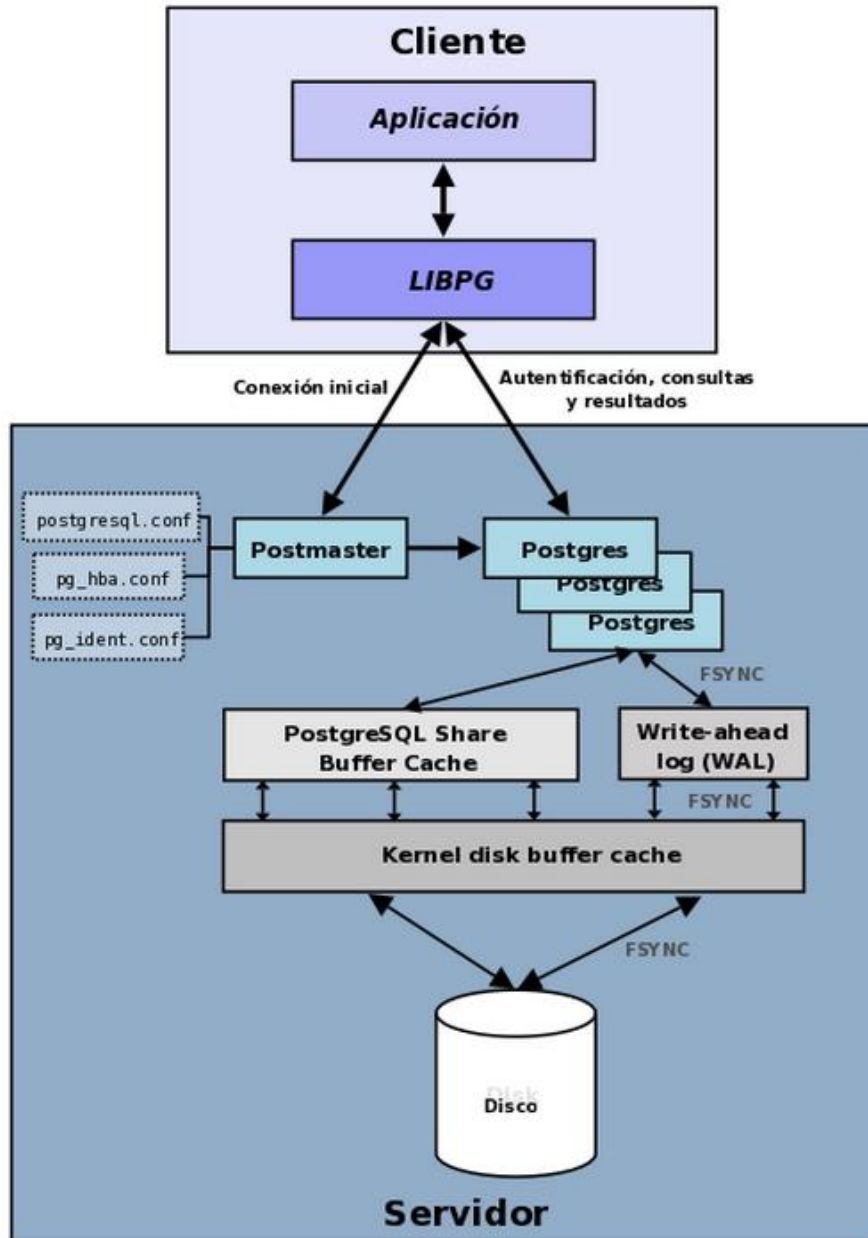 Cliente
Aplicación
LIBPG
Conexión inicial
Autentificación, consultas
y resultados
postgresql.conf
pg_hba.conf
pg_ident.conf
Postmaster
Postgres
Postgres
Postgres
FSYNC
PostgreSQL Share
Buffer Cache
Write-ahead
log (WAL)
FSYNC
Kernel disk buffer cache
FSYNC
Disk
Disco
Servidor